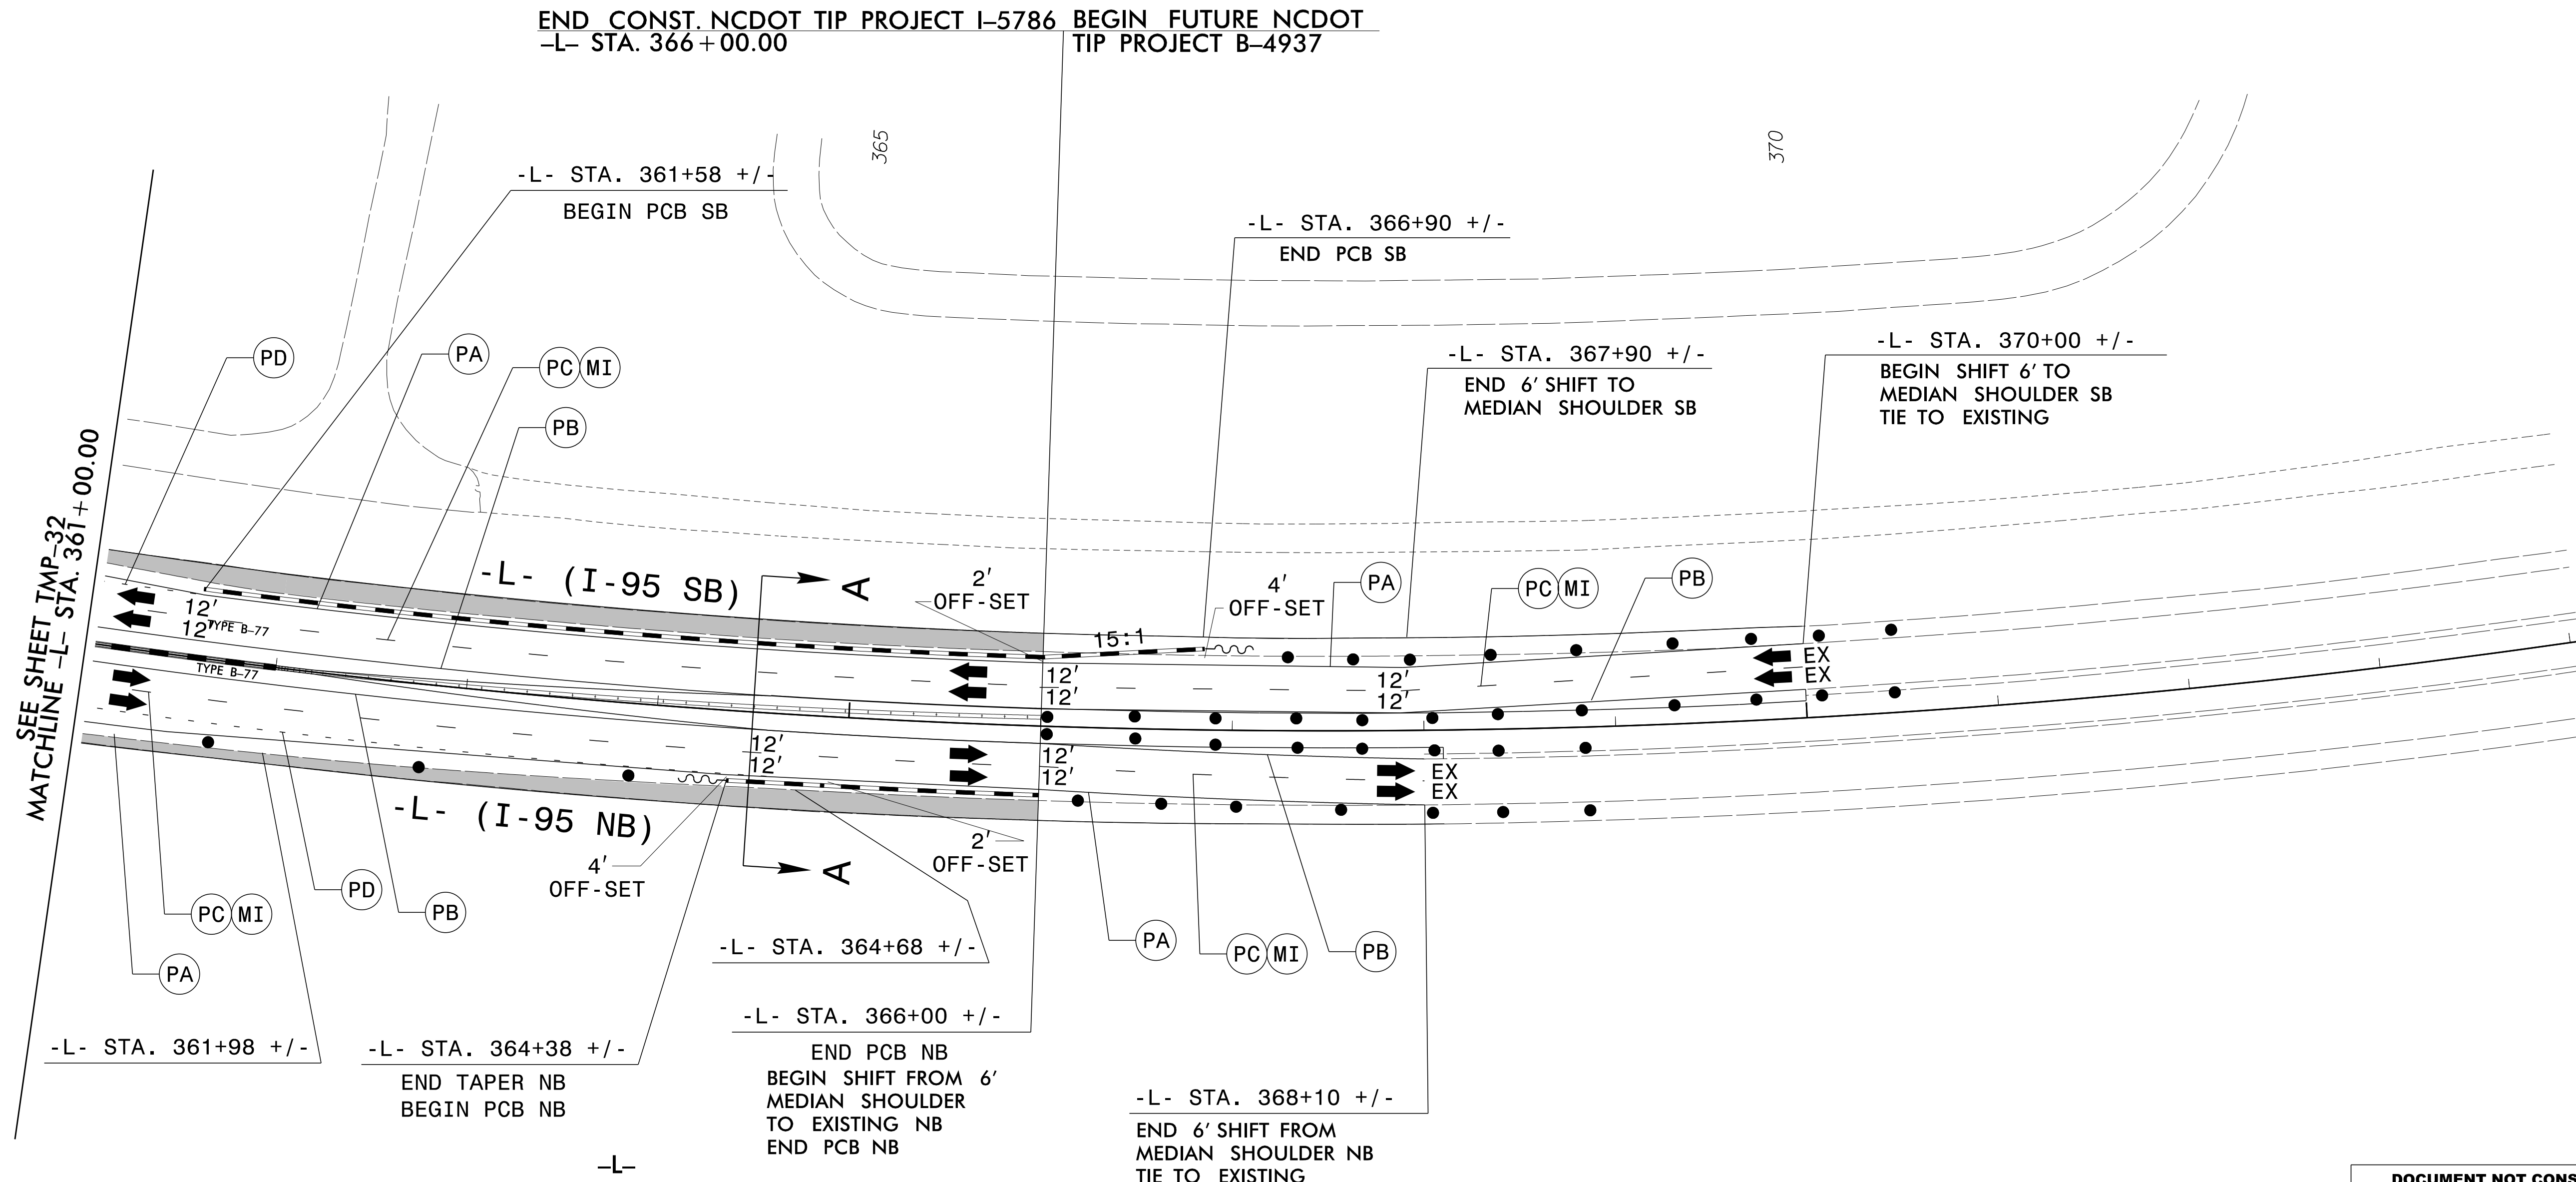 END CONST. NCDOT TIP PROJECT I–5786
–L– STA. 366+00.00
BEGIN FUTURE NCDOT
TIP PROJECT B–4937
365
370
-L- STA. 361+58 +/-
BEGIN PCB SB
-L- STA. 366+90 +/-
END PCB SB
-L- STA. 367+90 +/-
END 6' SHIFT TO
MEDIAN SHOULDER SB
-L- STA. 370+00 +/-
BEGIN SHIFT 6' TO
MEDIAN SHOULDER SB
TIE TO EXISTING
PD
PA
PC MI
PB
SEE SHEET TMP–32
MATCHLINE –L– STA. 361+00.00
-L- (I-95 SB)
A
2'
OFF-SET
4'
OFF-SET
PA
PC MI
PB
15:1
12'
12'
TYPE B–77
TYPE B–77
12'
12'
12'
12'
EX
EX
12'
12'
12'
12'
EX
EX
-L- (I-95 NB)
A
4'
OFF-SET
2'
OFF-SET
PD
PC MI
PB
PA
PA
PC MI
PB
-L- STA. 364+68 +/-
-L- STA. 361+98 +/-
-L- STA. 364+38 +/-
END TAPER NB
BEGIN PCB NB
-L- STA. 366+00 +/-
END PCB NB
BEGIN SHIFT FROM 6'
MEDIAN SHOULDER
TO EXISTING NB
END PCB NB
-L- STA. 368+10 +/-
END 6' SHIFT FROM
MEDIAN SHOULDER NB
TIE TO EXISTING
–L–
DOCUMENT NOT CONS